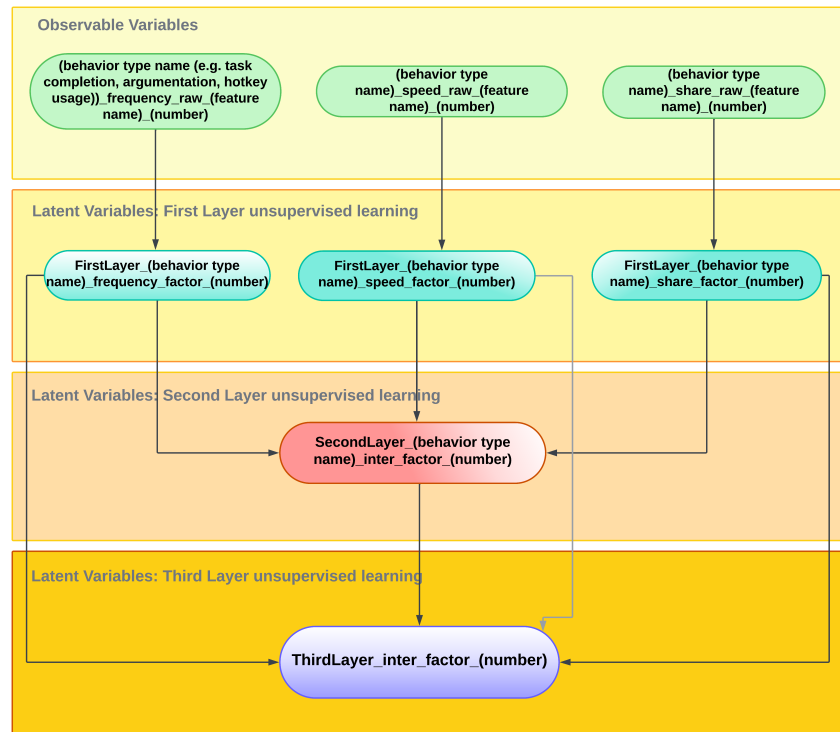 Observable Variables
(behavior type name (e.g. task
completion, argumentation, hotkey
usage))_frequency_raw_(feature
name)_(number)
(behavior type
name)_speed_raw_(feature
name)_(number)
(behavior type
name)_share_raw_(feature
name)_(number)
Latent Variables: First Layer unsupervised learning
FirstLayer_(behavior type
name)_frequency_factor_(number)
FirstLayer_(behavior type
name)_speed_factor_(number)
FirstLayer_(behavior type
name)_share_factor_(number)
Latent Variables: Second Layer unsupervised learning
SecondLayer_(behavior type
name)_inter_factor_(number)
Latent Variables: Third Layer unsupervised learning
ThirdLayer_inter_factor_(number)